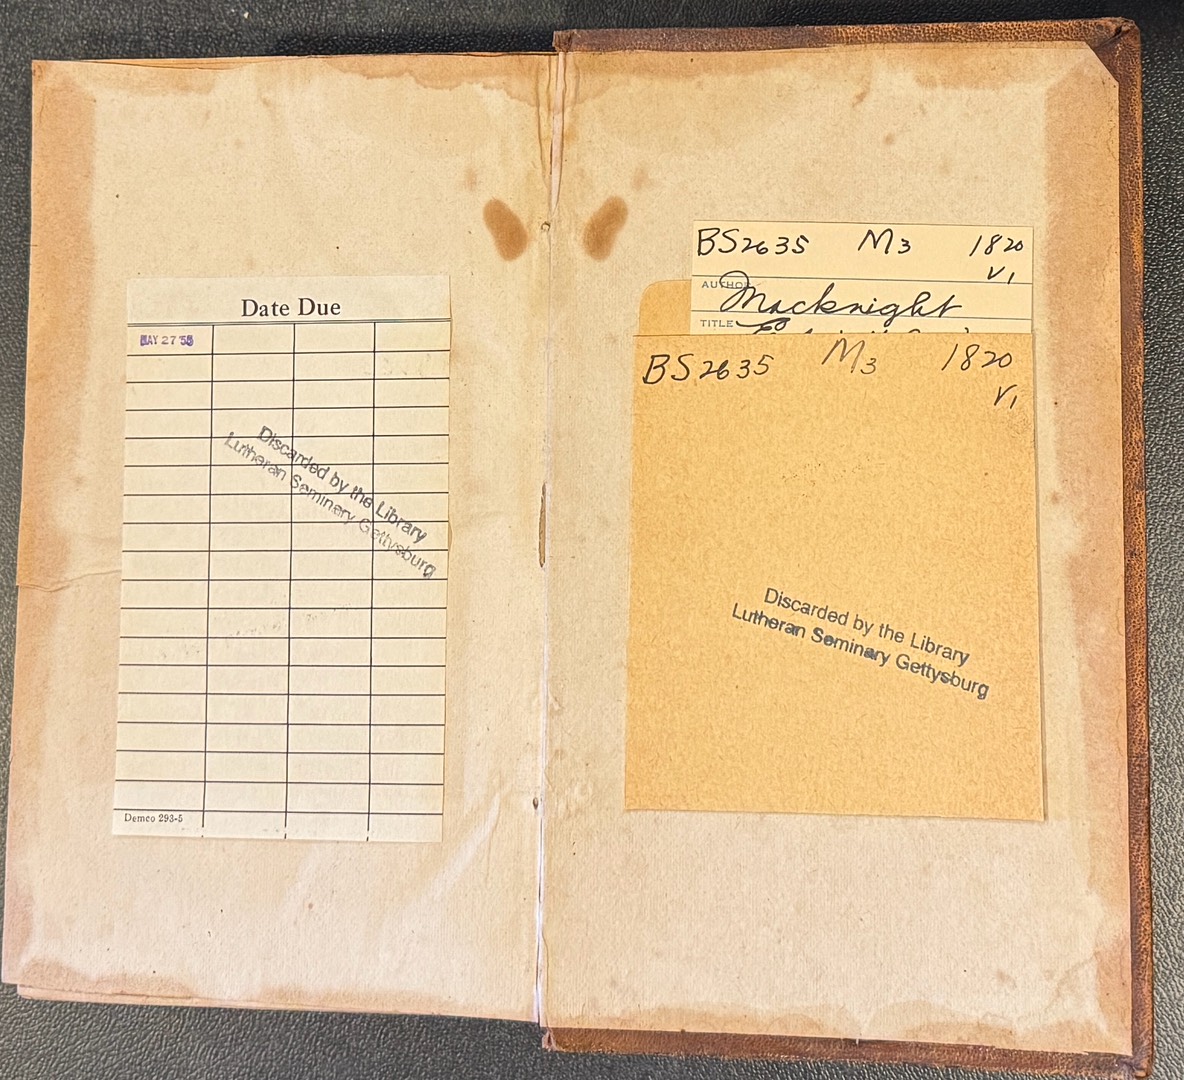 Date Due
MAY 27 55
Discarded by the Library
Lutheran Seminary Gettysburg
Demco 293-5
BS2635 M3 1820
V1
AUTHOR
Macknight
TITLE
BS2635 M3 1820
V1
Discarded by the Library
Lutheran Seminary Gettysburg